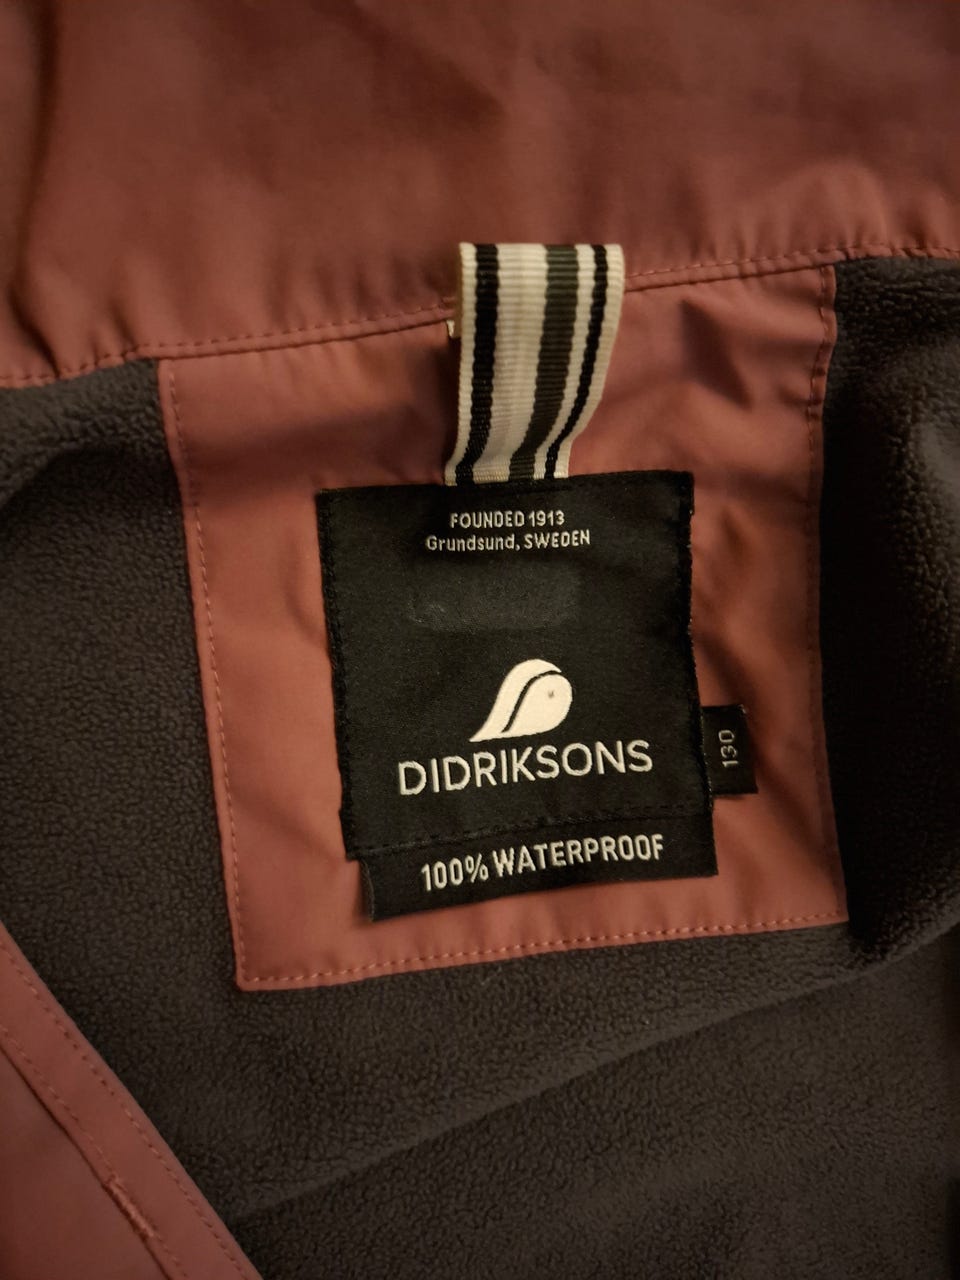 FOUNDED 1913
Grundsund, SWEDEN
DIDRIKSONS
130
100% WATERPROOF